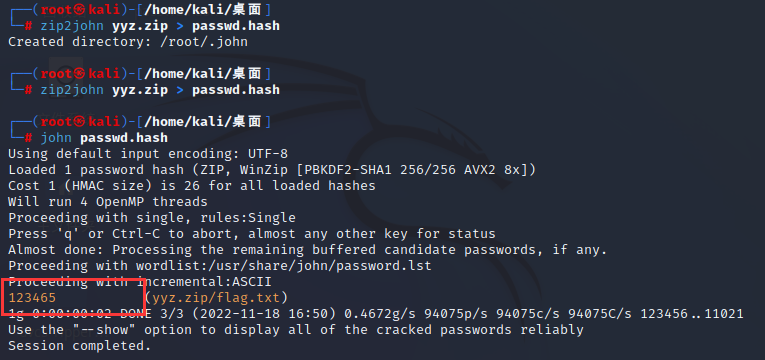 ┌──(root㉿kali)-[/home/kali/桌面]
└─# zip2john yyz.zip > passwd.hash
Created directory: /root/.john
┌──(root㉿kali)-[/home/kali/桌面]
└─# zip2john yyz.zip > passwd.hash
┌──(root㉿kali)-[/home/kali/桌面]
└─# john passwd.hash
Using default input encoding: UTF-8
Loaded 1 password hash (ZIP, WinZip [PBKDF2-SHA1 256/256 AVX2 8x])
Cost 1 (HMAC size) is 26 for all loaded hashes
Will run 4 OpenMP threads
Proceeding with single, rules:Single
Press 'q' or Ctrl-C to abort, almost any other key for status
Almost done: Processing the remaining buffered candidate passwords, if any.
Proceeding with wordlist:/usr/share/john/password.lst
Proceeding with incremental:ASCII
123465 (yyz.zip/flag.txt)
1g 0:00:00:02 DONE 3/3 (2022-11-18 16:50) 0.4672g/s 94075p/s 94075c/s 94075C/s 123456..11021
Use the "--show" option to display all of the cracked passwords reliably
Session completed.